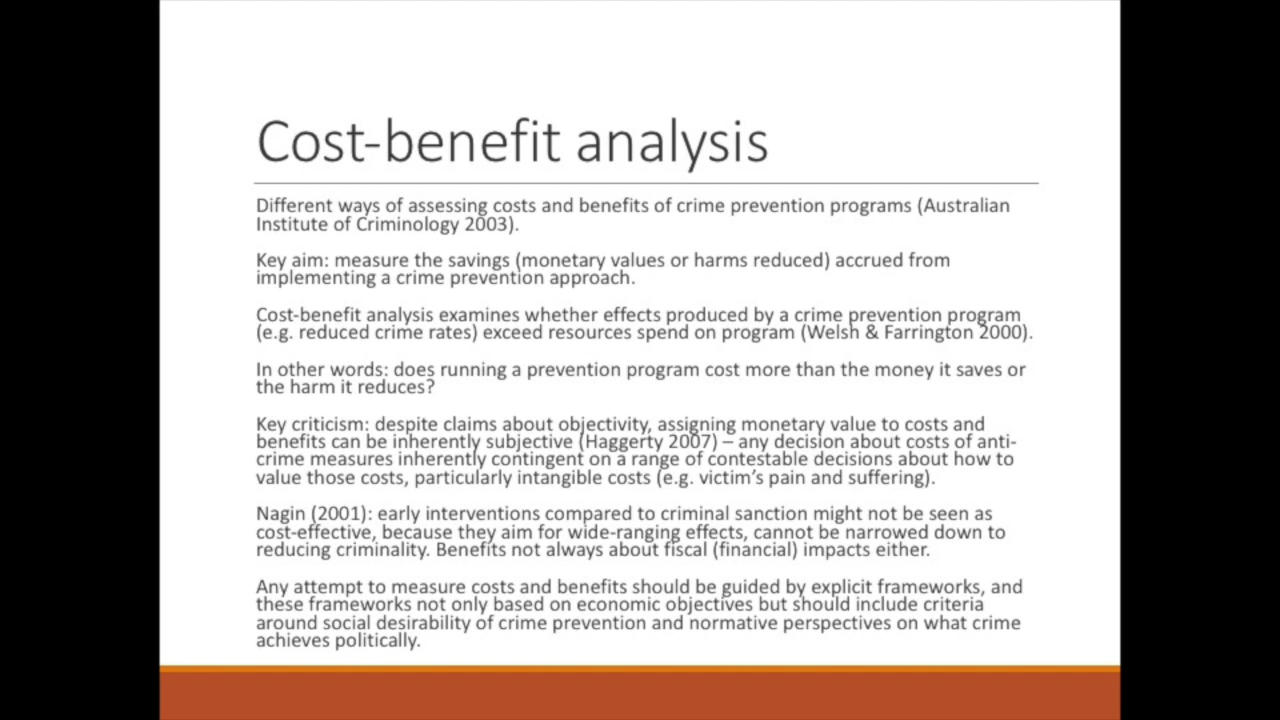 Cost-benefit analysis
Different ways of assessing costs and benefits of crime prevention programs (Australian
Institute of Criminology 2003).
Key aim: measure the savings (monetary values or harms reduced) accrued from
implementing a crime prevention approach.
Cost-benefit analysis examines whether effects produced by a crime prevention program
(e.g. reduced crime rates) exceed resources spend on program (Welsh & Farrington 2000).
In other words: does running a prevention program cost more than the money it saves or
the harm it reduces?
Key criticism: despite claims about objectivity, assigning monetary value to costs and
benefits can be inherently subjective (Haggerty 2007) – any decision about costs of anti-
crime measures inherently contingent on a range of contestable decisions about how to
value those costs, particularly intangible costs (e.g. victim's pain and suffering).
Nagin (2001): early interventions compared to criminal sanction might not be seen as
cost-effective, because they aim for wide-ranging effects, cannot be narrowed down to
reducing criminality. Benefits not always about fiscal (financial) impacts either.
Any attempt to measure costs and benefits should be guided by explicit frameworks, and
these frameworks not only based on economic objectives but should include criteria
around social desirability of crime prevention and normative perspectives on what crime
achieves politically.